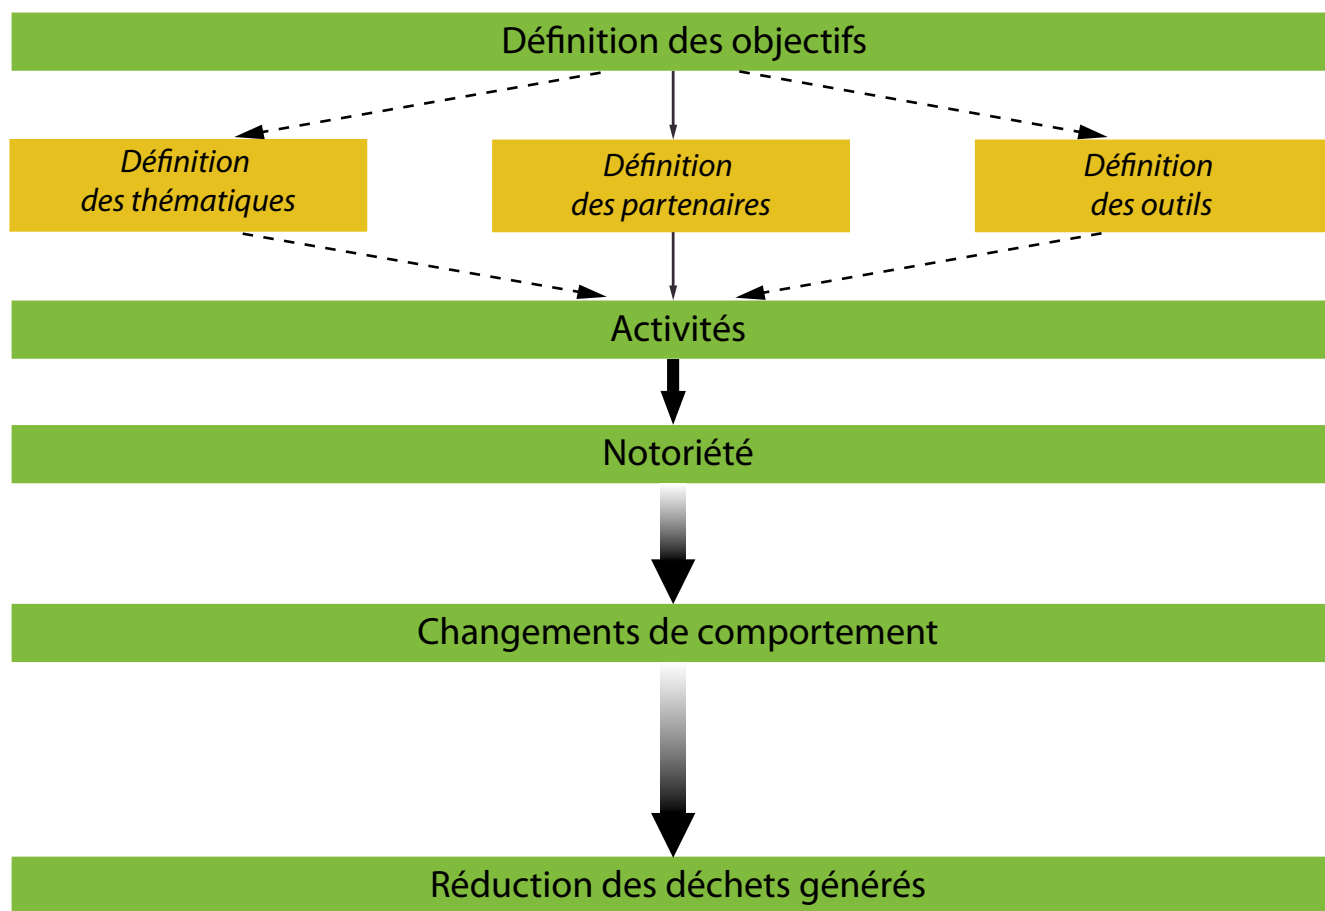 Définition des objectifs
Définition
des thématiques
Définition
des partenaires
Définition
des outils
Activités
Notoriété
Changements de comportement
Réduction des déchets générés